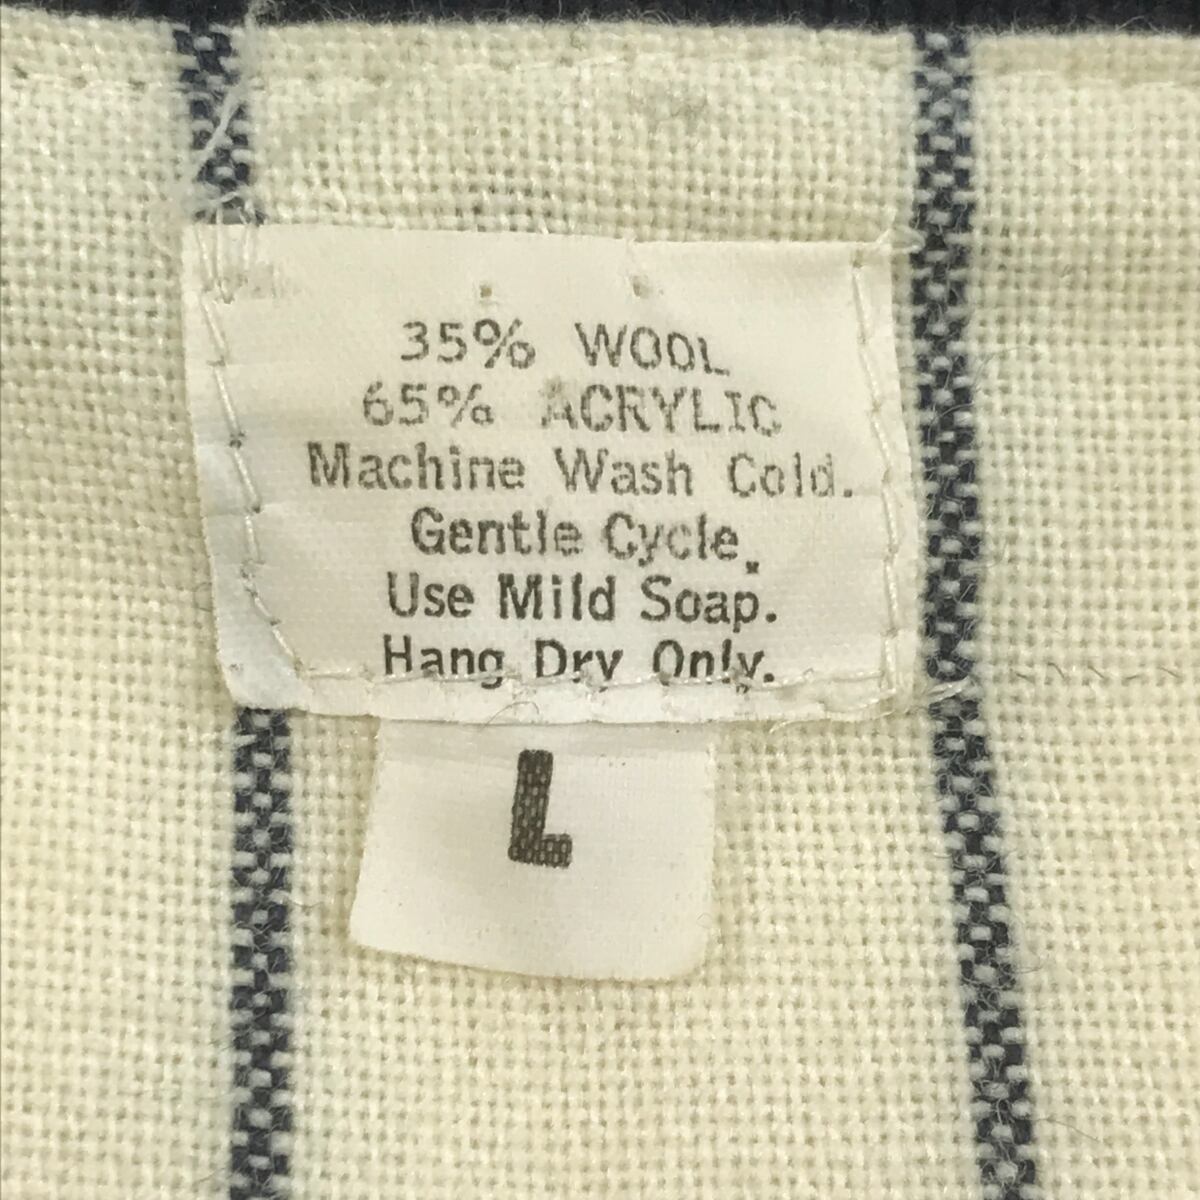 35% WOOL
65% ACRYLIC
Machine Wash Cold.
Gentle Cycle.
Use Mild Soap.
Hang Dry Only.
L